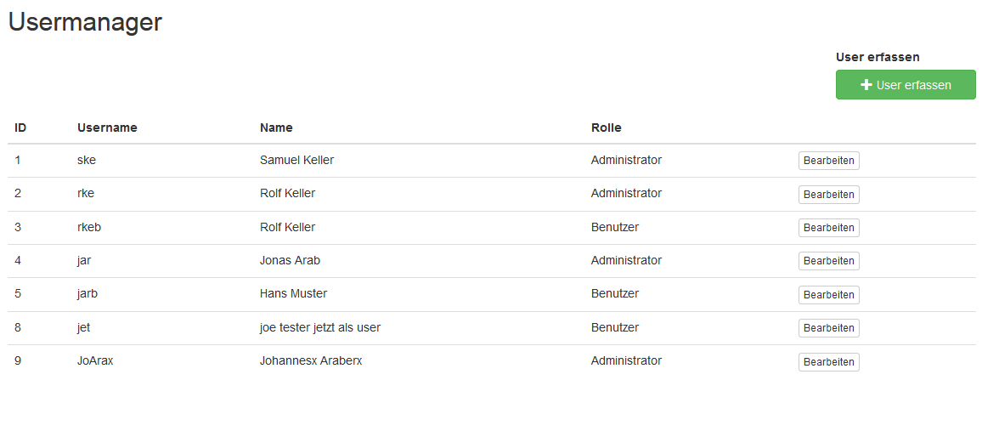 Usermanager
User erfassen
User erfassen
ID Username Name Rolle
1 ske Samuel Keller Administrator Bearbeiten
2 rke Rolf Keller Administrator Bearbeiten
3 rkeb Rolf Keller Benutzer Bearbeiten
4 jar Jonas Arab Administrator Bearbeiten
5 jarb Hans Muster Benutzer Bearbeiten
8 jet joe tester jetzt als user Benutzer Bearbeiten
9 JoArax Johannesx Araberx Administrator Bearbeiten